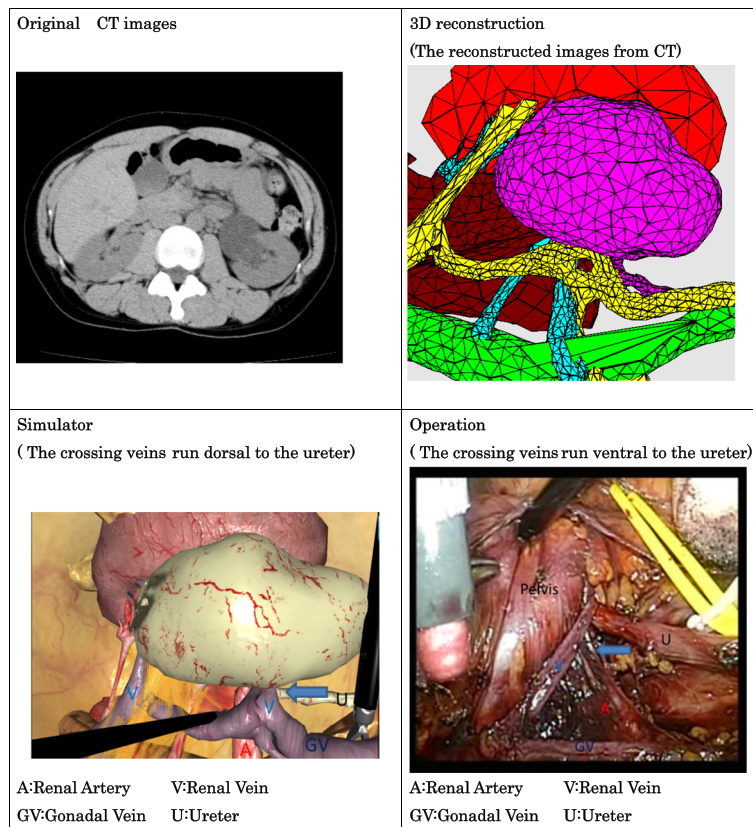 Original CT images
3D reconstruction
(The reconstructed images from CT)
Simulator
( The crossing veins run dorsal to the ureter)
V
V
U
A
GV
Operation
( The crossing veins run ventral to the ureter)
Pelvis
U
V
A
GV
A:Renal Artery V:Renal Vein
GV:Gonadal Vein U:Ureter
A:Renal Artery V:Renal Vein
GV:Gonadal Vein U:Ureter